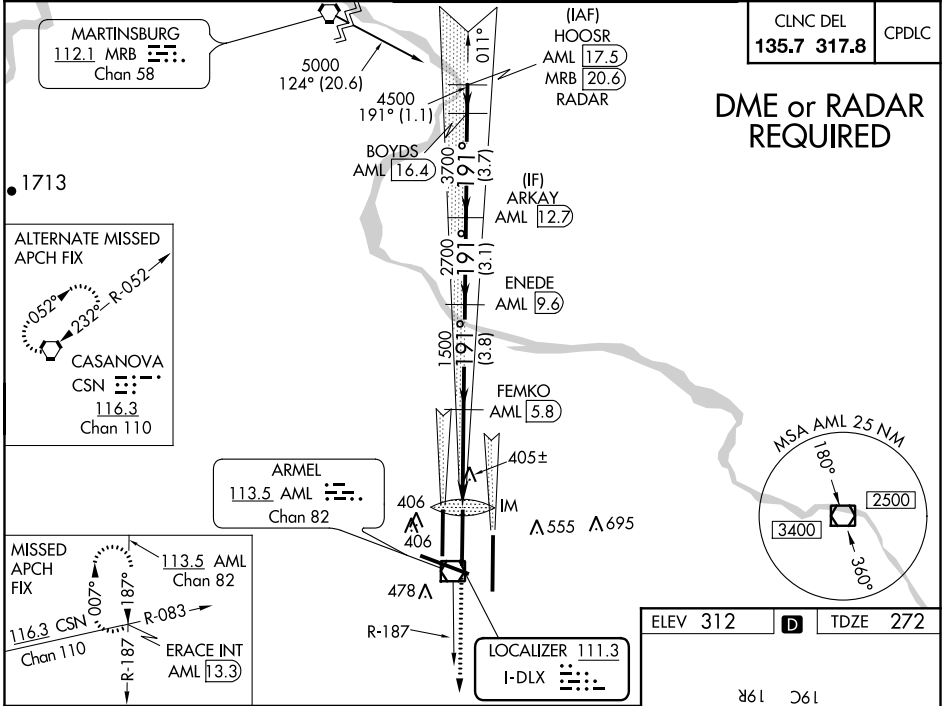 MARTINSBURG
112.1 MRB
Chan 58
5000
124° (20.6)
4500
191° (1.1)
011°
(IAF)
HOOSR
AML 17.5
MRB 20.6
RADAR
CLNC DEL
135.7 317.8
CPDLC
DME or RADAR
REQUIRED
BOYDS
AML 16.4
3700
191°
(3.7)
1713
(IF)
ARKAY
AML 12.7
2700
191°
(3.1)
ENEDE
AML 9.6
1500
191°
(3.8)
FEMKO
AML 5.8
ALTERNATE MISSED
APCH FIX
052°
232°
R-052
CASANOVA
CSN
116.3
Chan 110
ARMEL
113.5 AML
Chan 82
405±
406
406
IM
555
695
478
R-187
LOCALIZER 111.3
I-DLX
MSA AML 25 NM
180°
2500
3400
360°
MISSED
APCH
FIX
113.5 AML
Chan 82
007°
187°
116.3 CSN
Chan 110
R-083
R-187
ERACE INT
AML 13.3
ELEV 312
D
TDZE 272
19R
19C